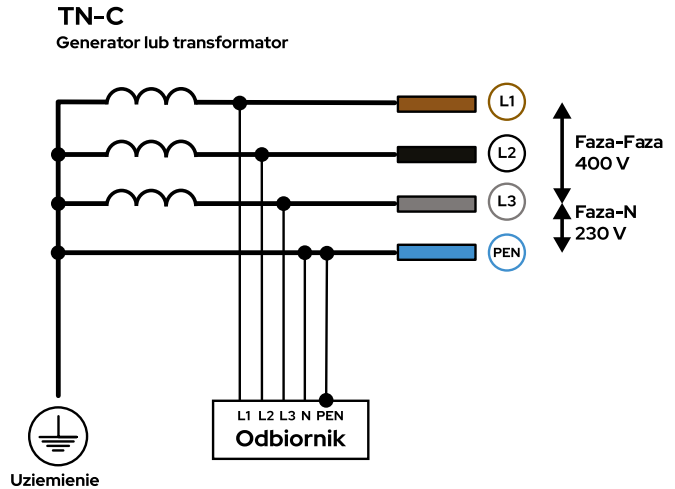 TN-C
Generator lub transformator
L1
L2
Faza-Faza
400 V
L3
Faza-N
230 V
PEN
L1 L2 L3 N PEN
Odbiornik
Uziemienie